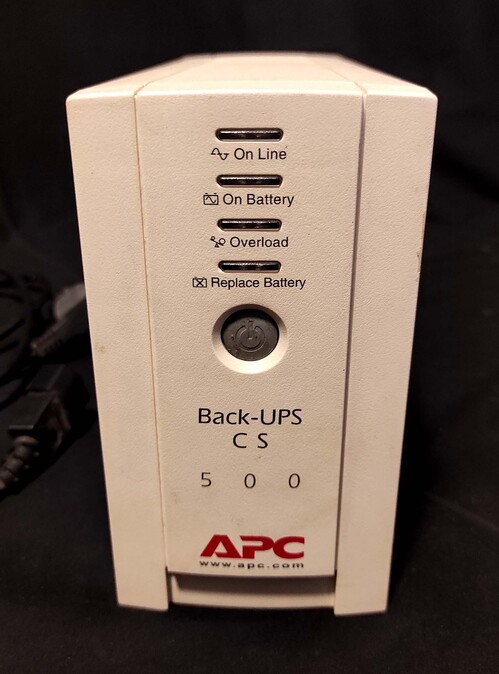 On Line
On Battery
Overload
Replace Battery
Back-UPS
CS
500
APC
www.apc.com